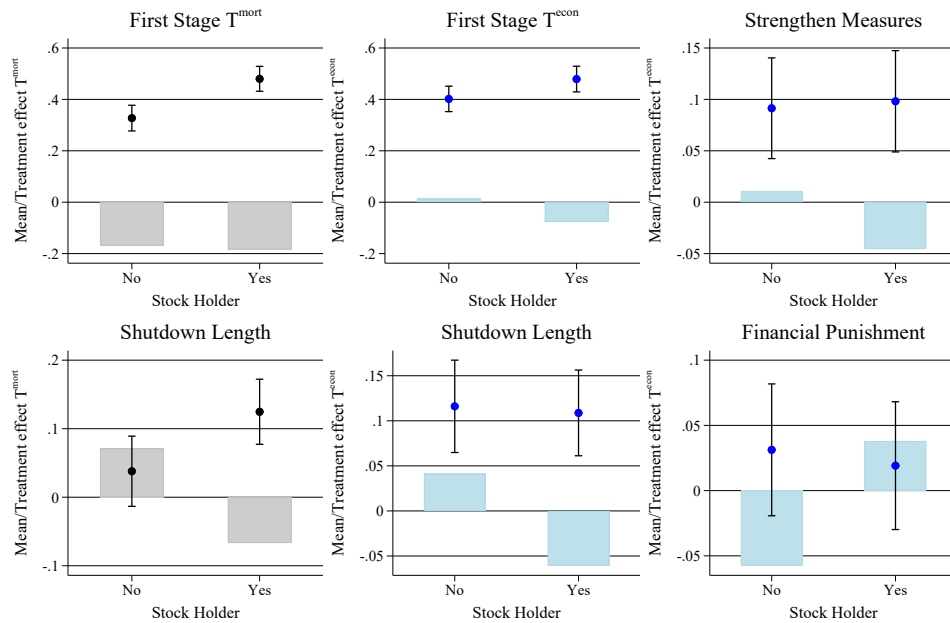 First Stage T^mort
Mean/Treatment effect T^mort
.6
.4
.2
0
-.2
No
Yes
Stock Holder
First Stage T^econ
Mean/Treatment effect T^econ
.6
.4
.2
0
-.2
No
Yes
Stock Holder
Strengthen Measures
Mean/Treatment effect T^econ
.15
.1
.05
0
-.05
No
Yes
Stock Holder
Shutdown Length
Mean/Treatment effect T^mort
.2
.1
0
-.1
No
Yes
Stock Holder
Shutdown Length
Mean/Treatment effect T^econ
.15
.1
.05
0
-.05
No
Yes
Stock Holder
Financial Punishment
Mean/Treatment effect T^econ
.1
.05
0
-.05
No
Yes
Stock Holder